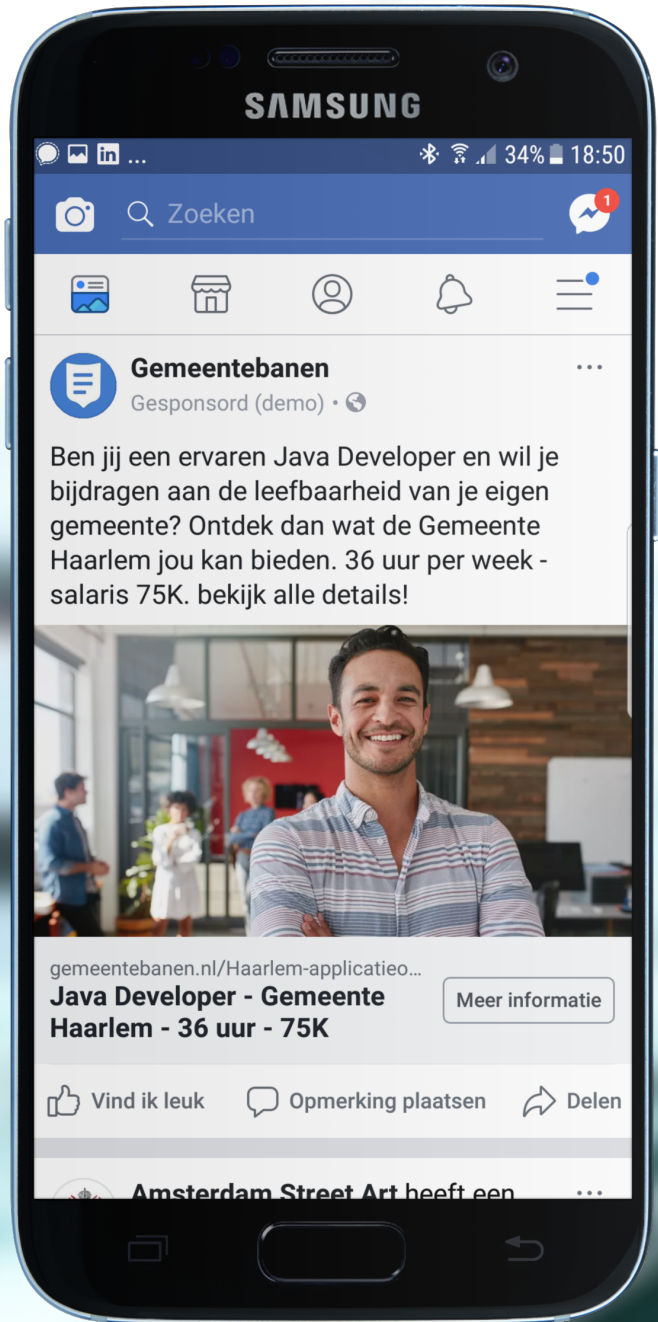 SAMSUNG
... 34% 18:50
Zoeken
1
Gemeentebanen
Gesponsord (demo) •
Ben jij een ervaren Java Developer en wil je
bijdragen aan de leefbaarheid van je eigen
gemeente? Ontdek dan wat de Gemeente
Haarlem jou kan bieden. 36 uur per week -
salaris 75K. bekijk alle details!
gemeentebanen.nl/Haarlem-applicatieo...
Java Developer - Gemeente
Haarlem - 36 uur - 75K
Meer informatie
Vind ik leuk
Opmerking plaatsen
Delen
Amsterdam Street Art heeft een